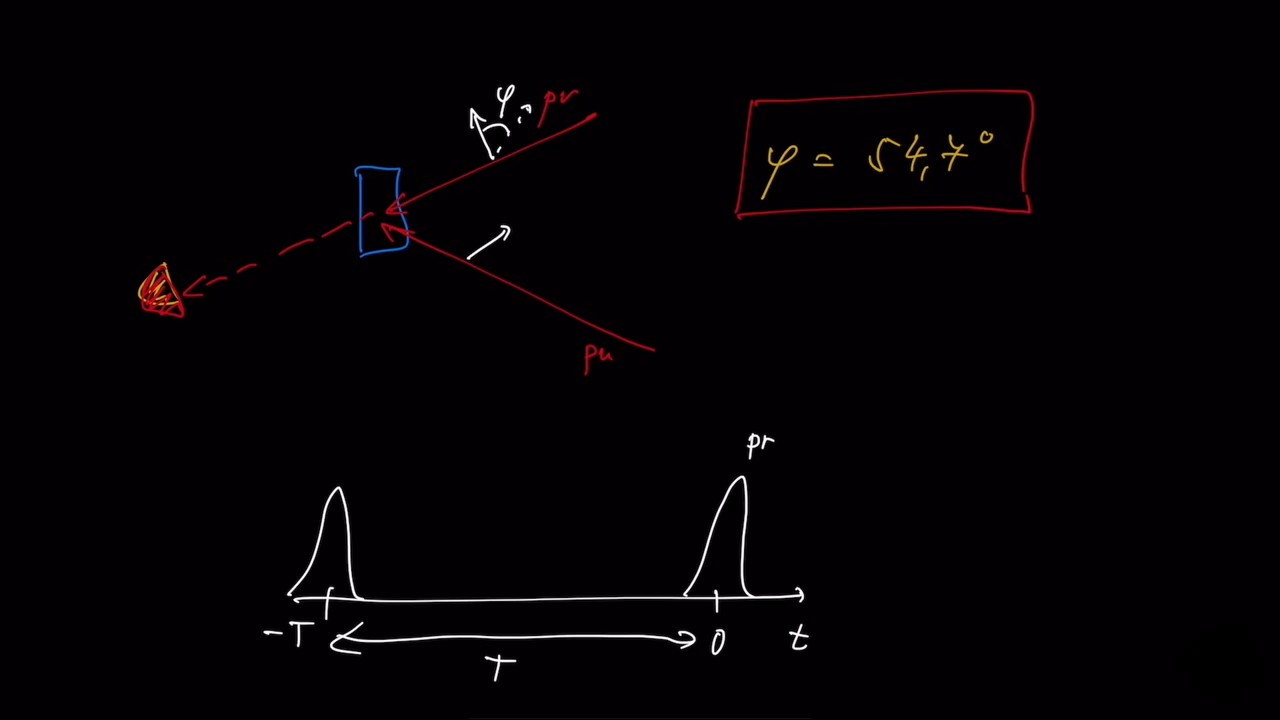 φ pr
φ = 54,7°
pu
pr
-T 0 t
T